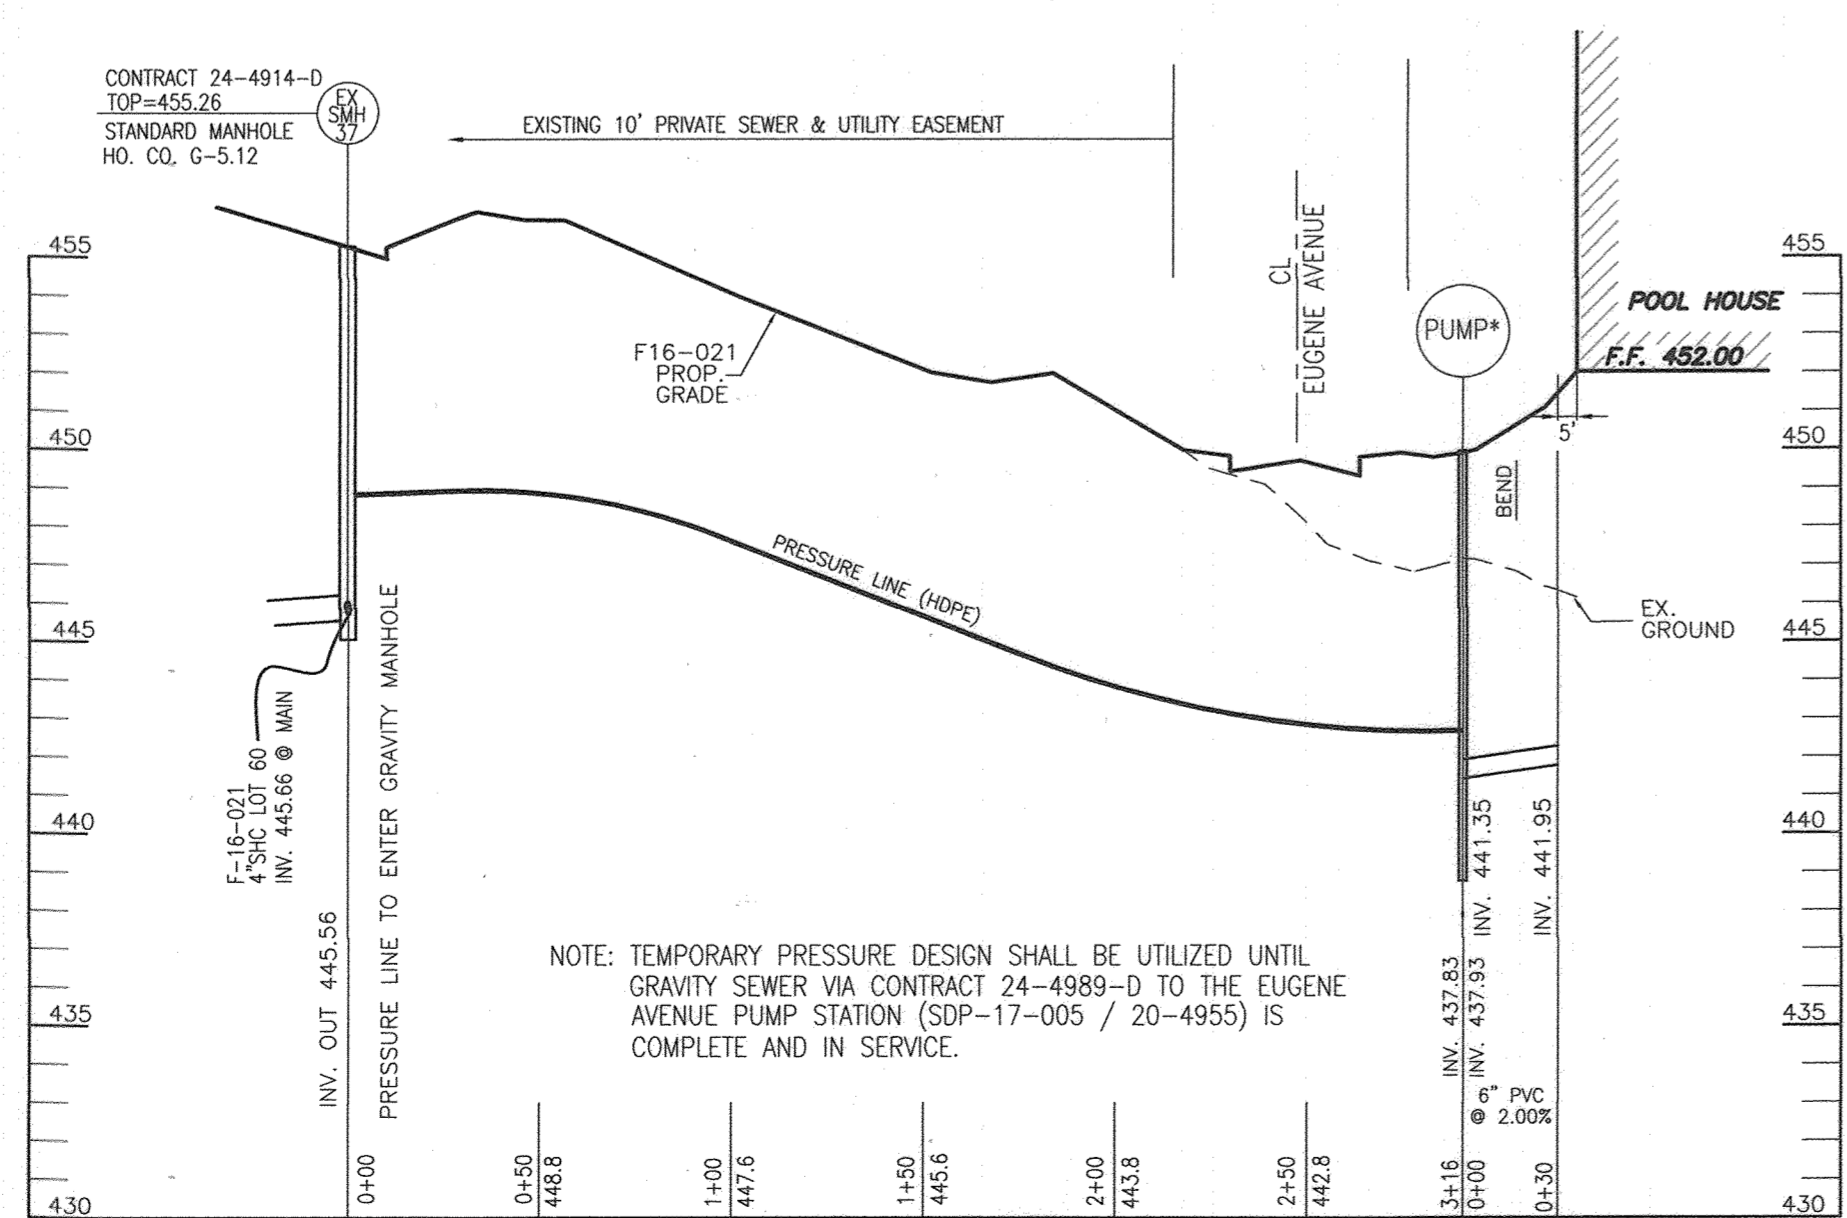 CONTRACT 24-4914-D
TOP=455.26
STANDARD MANHOLE
HO. CO. G-5.12
EX
SMH
37
EXISTING 10' PRIVATE SEWER & UTILITY EASEMENT
CL
EUGENE AVENUE
PUMP*
POOL HOUSE
F.F. 452.00
5'
BEND
F16-021
PROP.
GRADE
PRESSURE LINE (HDPE)
EX.
GROUND
455
450
445
440
435
430
455
450
445
440
435
430
F-16-021
4"SHC LOT 60
INV. 445.66 @ MAIN
INV. OUT 445.56
PRESSURE LINE TO ENTER GRAVITY MANHOLE
NOTE: TEMPORARY PRESSURE DESIGN SHALL BE UTILIZED UNTIL
GRAVITY SEWER VIA CONTRACT 24-4989-D TO THE EUGENE
AVENUE PUMP STATION (SDP-17-005 / 20-4955) IS
COMPLETE AND IN SERVICE.
INV. 441.35
INV. 441.95
INV. 437.83
INV. 437.93
6" PVC
@ 2.00%
0+00
0+50
448.8
1+00
447.6
1+50
445.6
2+00
443.8
2+50
442.8
3+16
0+00
0+30